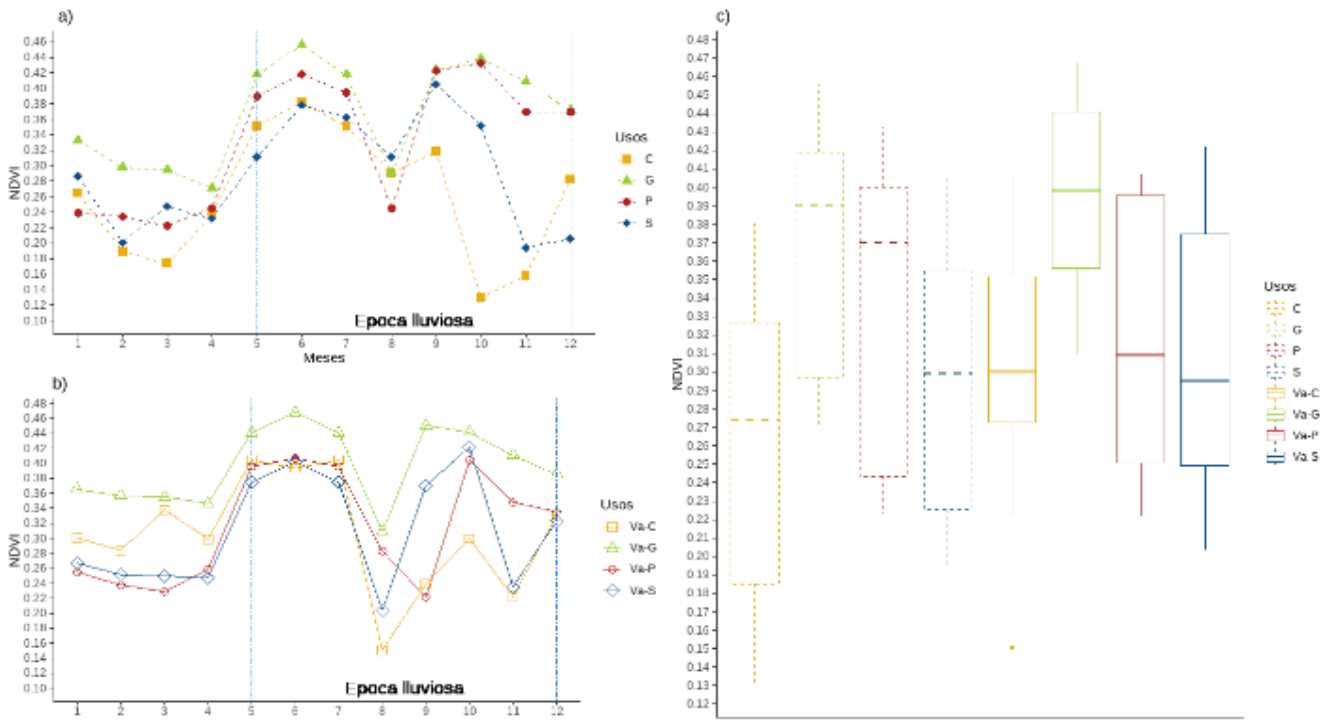 a)
0.46
0.44
0.42
0.40
0.38
0.36
0.34
0.32
0.30
0.28
0.26
0.24
0.22
0.20
0.18
0.16
0.14
0.12
0.10
NDVI
1 2 3 4 5 6 7 8 9 10 11 12
Meses
Epoca lluviosa
Usos
C
G
P
S
b)
0.48
0.46
0.44
0.42
0.40
0.38
0.36
0.34
0.32
0.30
0.28
0.26
0.24
0.22
0.20
0.18
0.16
0.14
0.12
0.10
NDVI
1 2 3 4 5 6 7 8 9 10 11 12
Epoca lluviosa
Usos
Va-C
Va-G
Va-P
Va-S
c)
0.48
0.47
0.46
0.45
0.44
0.43
0.42
0.41
0.40
0.39
0.38
0.37
0.36
0.35
0.34
0.33
0.32
0.31
0.30
0.29
0.28
0.27
0.26
0.25
0.24
0.23
0.22
0.21
0.20
0.19
0.18
0.17
0.16
0.15
0.14
0.13
0.12
NDVI
Usos
C
G
P
S
Va-C
Va-G
Va-P
Va-S